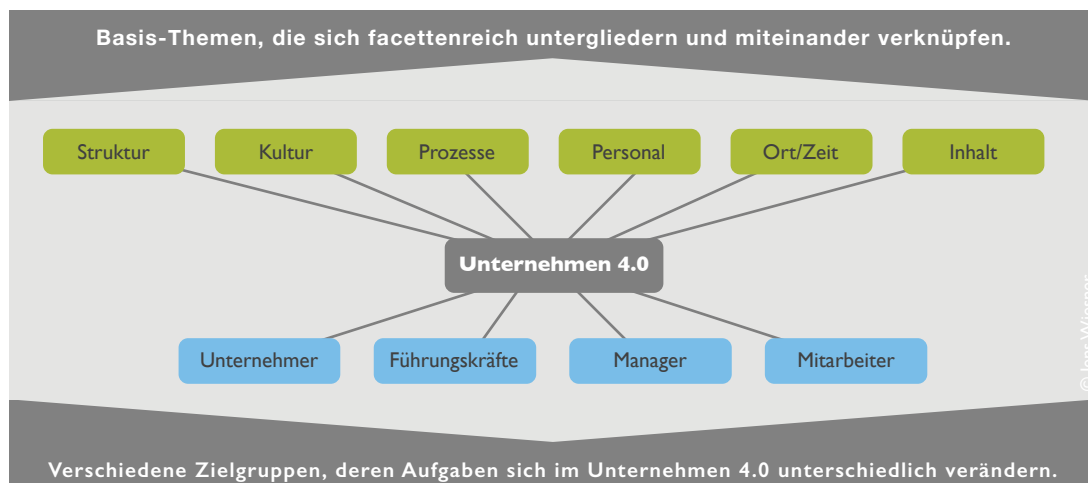 Basis-Themen, die sich facettenreich untergliedern und miteinander verknüpfen.
Struktur
Kultur
Prozesse
Personal
Ort/Zeit
Inhalt
Unternehmen 4.0
Unternehmer
Führungskräfte
Manager
Mitarbeiter
Verschiedene Zielgruppen, deren Aufgaben sich im Unternehmen 4.0 unterschiedlich verändern.